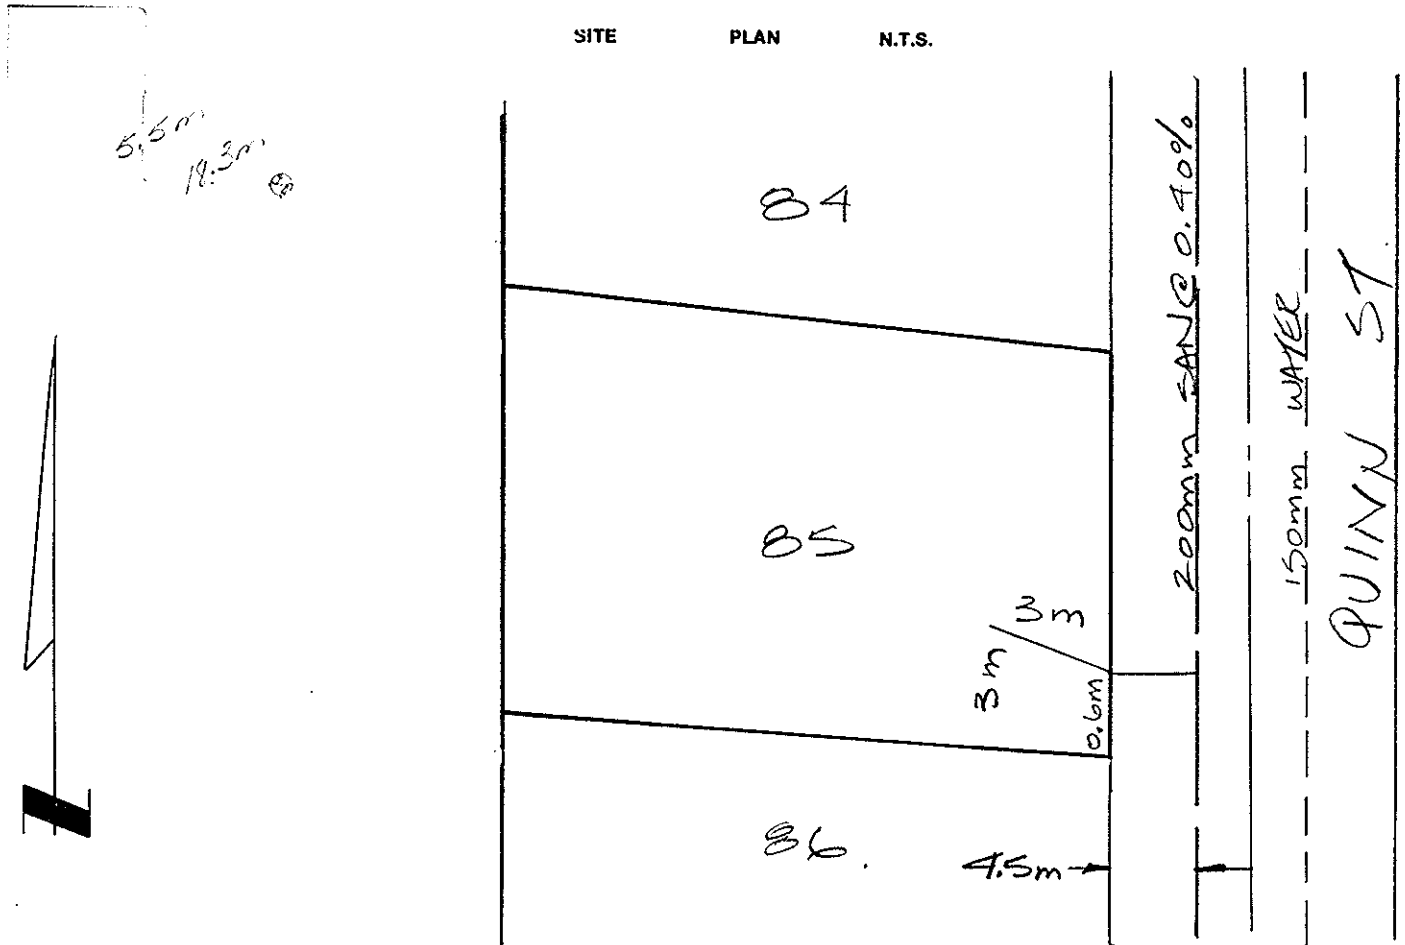 SITE PLAN N.T.S.
5.5m
18.3m
84
200mm SAN @ 0.40%
150mm WATER
QUINN ST.
85
3m
3m
0.6m
86.
4.5m
N